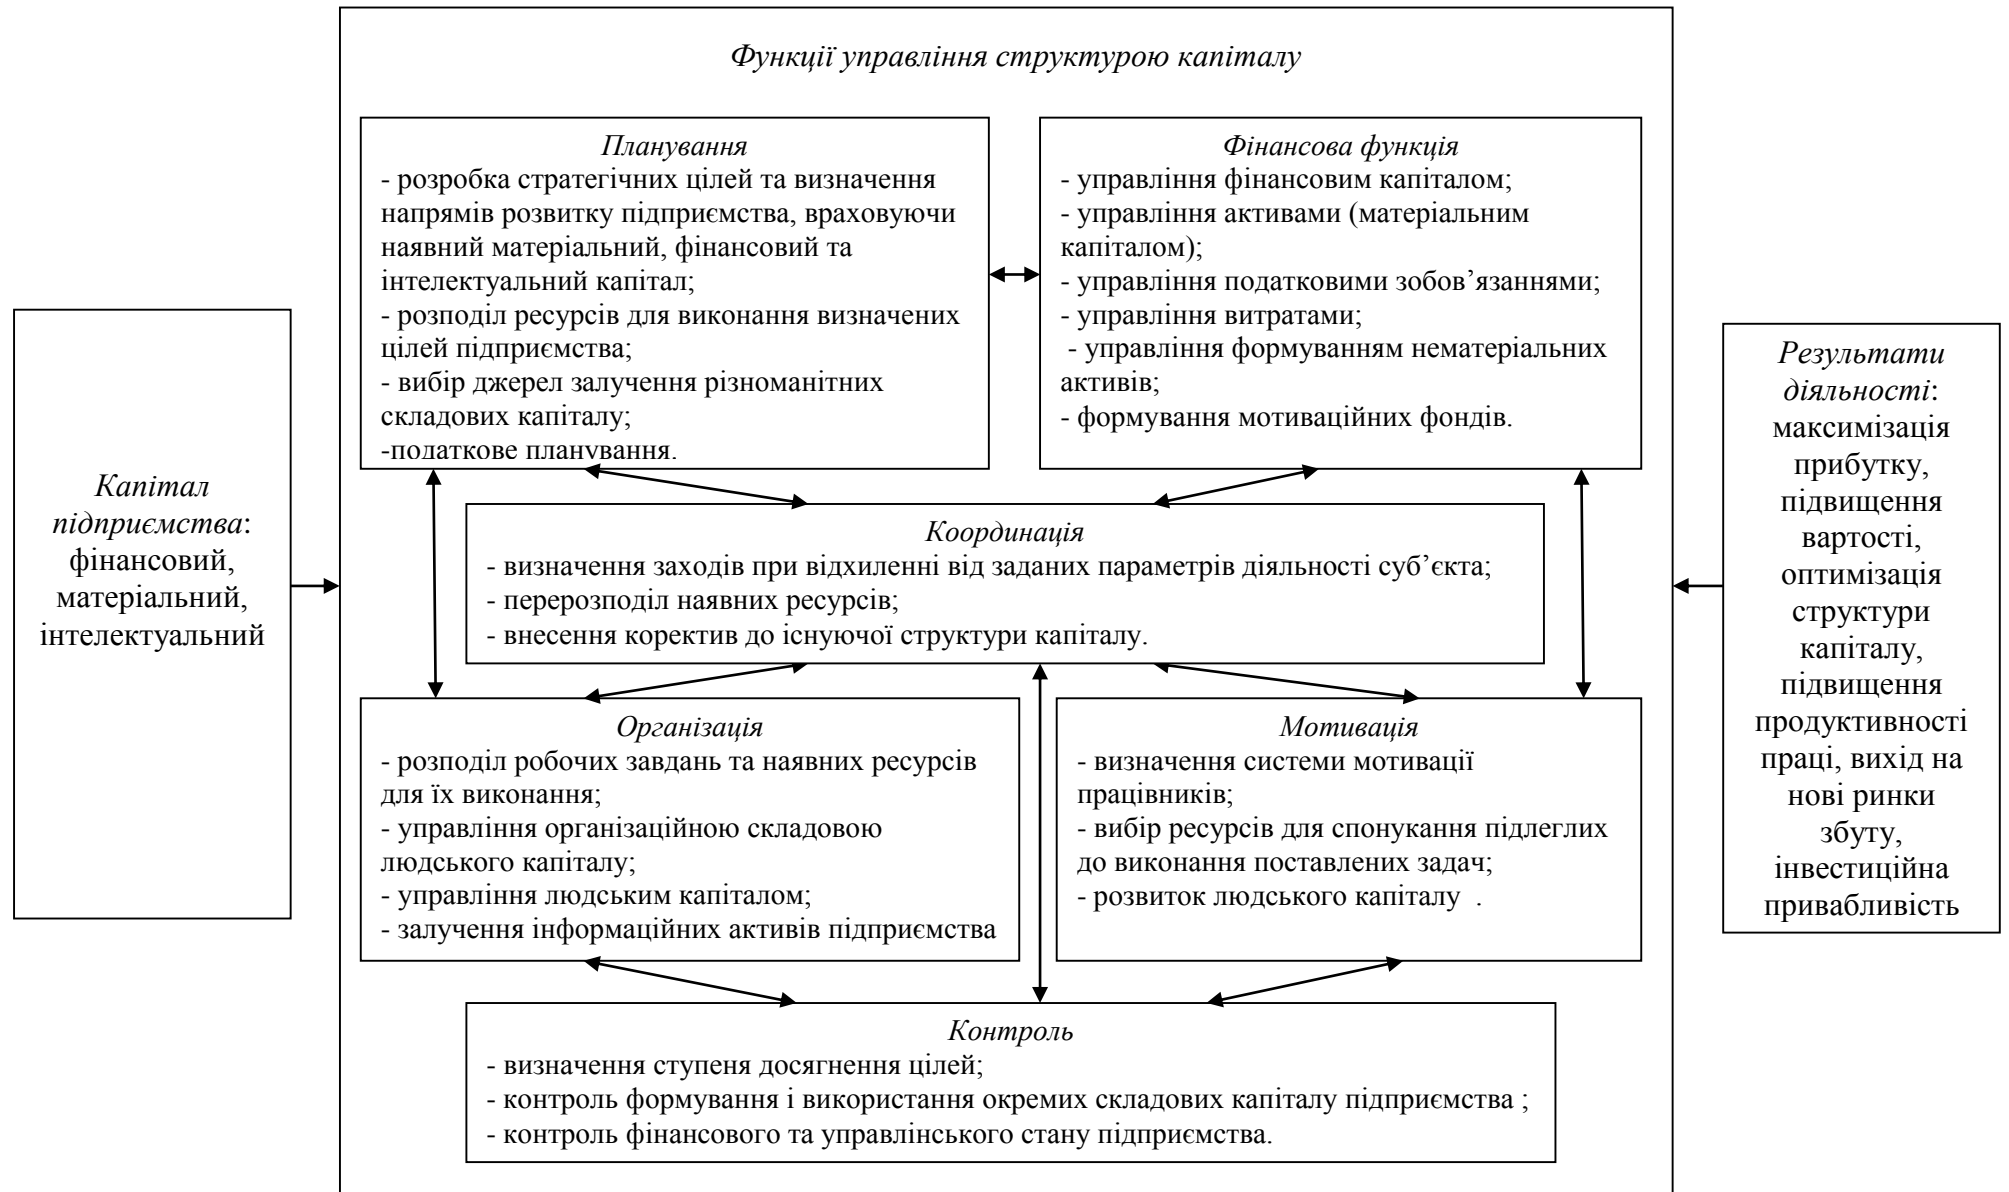 Функції управління структурою капіталу
Капітал
підприємства:
фінансовий,
матеріальний,
інтелектуальний
Планування
- розробка стратегічних цілей та визначення
напрямів розвитку підприємства, враховуючи
наявний матеріальний, фінансовий та
інтелектуальний капітал;
- розподіл ресурсів для виконання визначених
цілей підприємства;
- вибір джерел залучення різноманітних
складових капіталу;
-податкове планування.
Фінансова функція
- управління фінансовим капіталом;
- управління активами (матеріальним
капіталом);
- управління податковими зобов’язаннями;
- управління витратами;
- управління формуванням нематеріальних
активів;
- формування мотиваційних фондів.
Координація
- визначення заходів при відхиленні від заданих параметрів діяльності суб’єкта;
- перерозподіл наявних ресурсів;
- внесення коректив до існуючої структури капіталу.
Організація
- розподіл робочих завдань та наявних ресурсів
для їх виконання;
- управління організаційною складовою
людського капіталу;
- управління людським капіталом;
- залучення інформаційних активів підприємства
Мотивація
- визначення системи мотивації
працівників;
- вибір ресурсів для спонукання підлеглих
до виконання поставлених задач;
- розвиток людського капіталу .
Контроль
- визначення ступеня досягнення цілей;
- контроль формування і використання окремих складових капіталу підприємства ;
- контроль фінансового та управлінського стану підприємства.
Результати
діяльності:
максимізація
прибутку,
підвищення
вартості,
оптимізація
структури
капіталу,
підвищення
продуктивності
праці, вихід на
нові ринки
збуту,
інвестиційна
привабливість